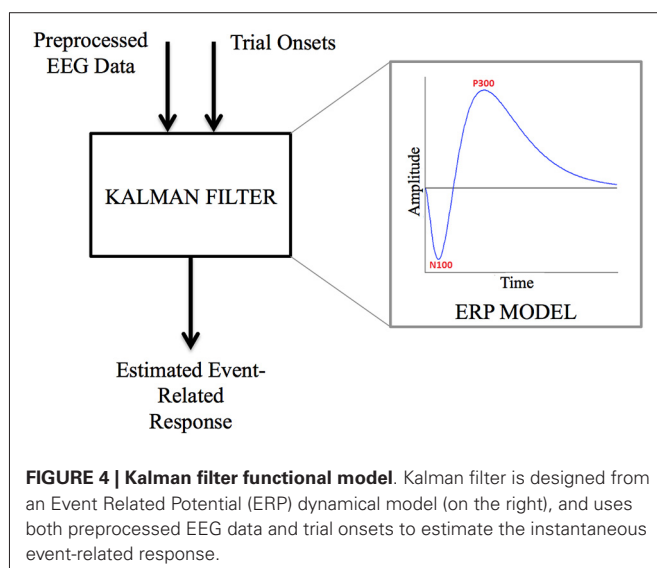 Preprocessed
EEG Data
Trial Onsets
KALMAN FILTER
Estimated Event-
Related
Response
P300
Amplitude
N100
Time
ERP MODEL
FIGURE 4 | Kalman filter functional model. Kalman filter is designed from
an Event Related Potential (ERP) dynamical model (on the right), and uses
both preprocessed EEG data and trial onsets to estimate the instantaneous
event-related response.